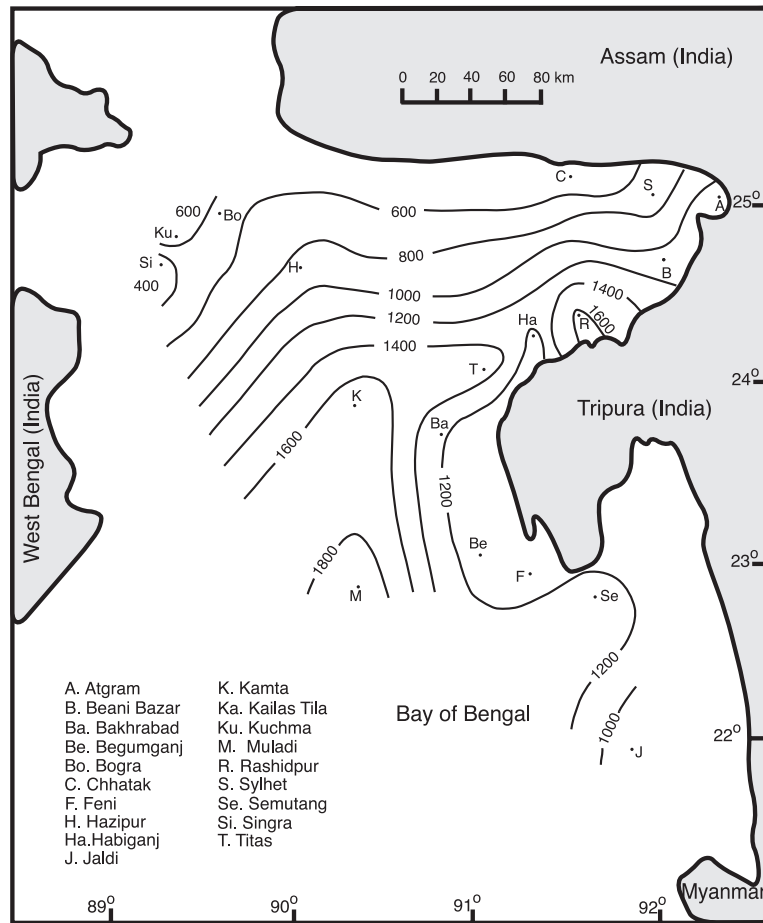 Assam (India)
0 20 40 60 80 km
C
S
A
25°
600
Bo
Ku
600
800
Si
H
B
400
1000
1400
1200
Ha
1600
R
1400
T
24°
K
Tripura (India)
Ba
1600
1200
West Bengal (India)
Be
23°
1800
F
M
Se
1200
A. Atgram
B. Beani Bazar
Ba. Bakhrabad
Be. Begumganj
Bo. Bogra
C. Chhatak
F. Feni
H. Hazipur
Ha.Habiganj
J. Jaldi
K. Kamta
Ka. Kailas Tila
Ku. Kuchma
M. Muladi
R. Rashidpur
S. Sylhet
Se. Semutang
Si. Singra
T. Titas
Bay of Bengal
1000
22°
J
Myanmar
89°
90°
91°
92°